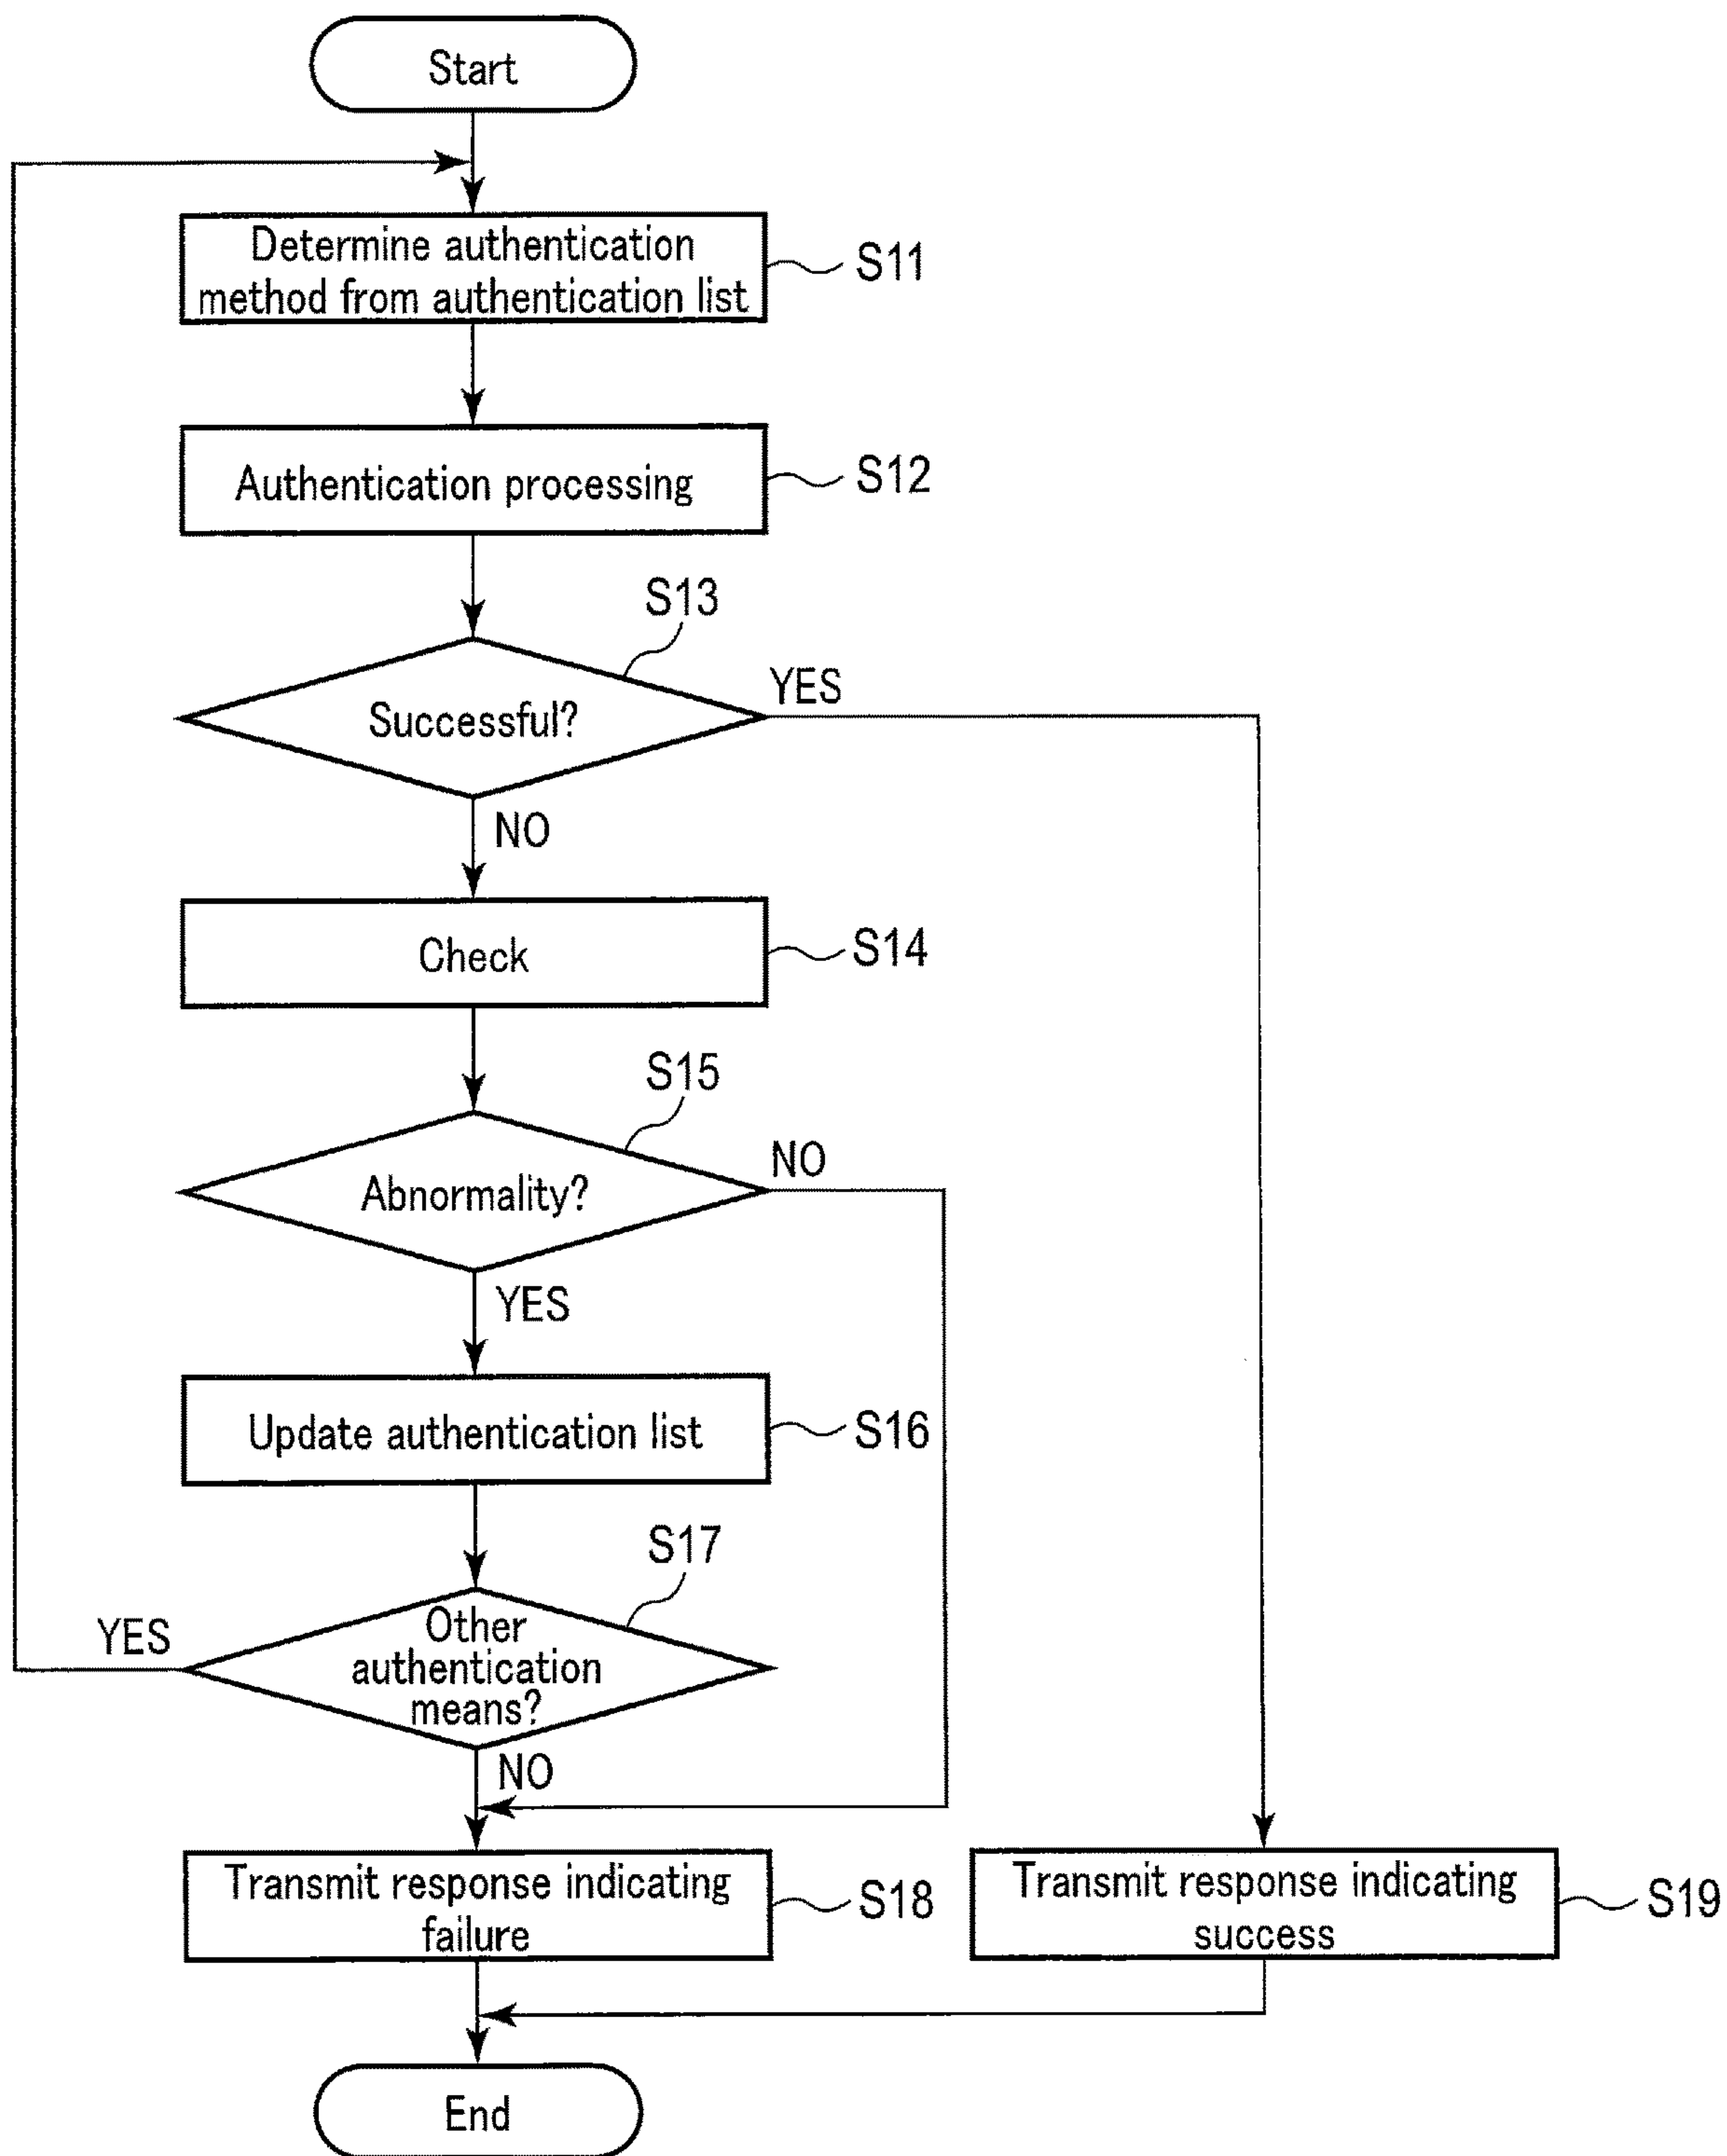 Start
Determine authentication
method from authentication list
S11
Authentication processing
S12
S13
Successful?
YES
NO
Check
S14
S15
Abnormality?
NO
YES
Update authentication list
S16
S17
Other
authentication
means?
YES
NO
Transmit response indicating
failure
S18
Transmit response indicating
success
S19
End